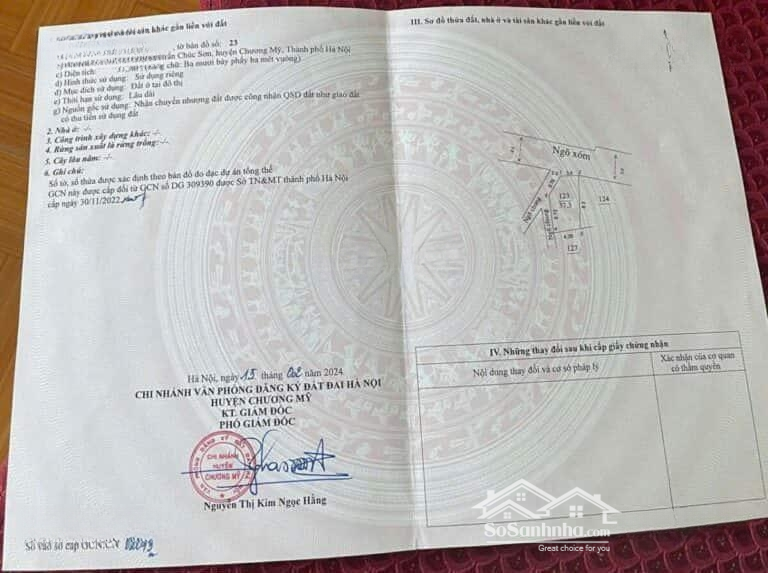 và tài sản khác gắn liền với đất
tờ bản đồ số: 23
Chúc Sơn, huyện Chương Mỹ, Thành phố Hà Nội
c) Diện tích: chữ: Ba mươi bảy phẩy ba mét vuông)
d) Hình thức sử dụng: Sử dụng riêng
đ) Mục đích sử dụng: Đất ở tại đô thị
e) Thời hạn sử dụng: Lâu dài
g) Nguồn gốc sử dụng: Nhận chuyển nhượng đất được công nhận QSD đất như giao đất
có thu tiền sử dụng đất
2. Nhà ở: -/-
3. Công trình xây dựng khác: -/-
4. Rừng sản xuất là rừng trồng: -/-
5. Cây lâu năm: -/-
6. Ghi chú:
Số tờ, số thửa được xác định theo bản đồ đo đạc dự án tổng thể
GCN này được cấp đổi từ GCN số DG 309390 được Sở TN&MT thành phố Hà Nội
cấp ngày 30/11/2022
Hà Nội, ngày 15 tháng 02 năm 2024
CHI NHÁNH VĂN PHÒNG ĐĂNG KÝ ĐẤT ĐAI HÀ NỘI
HUYỆN CHƯƠNG MỸ
KT. GIÁM ĐỐC
PHÓ GIÁM ĐỐC
CHI NHÁNH
HUYỆN
CHƯƠNG MỸ
Nguyễn Thị Kim Ngọc Hằng
Số vào sổ cấp GCN:CN
III. Sơ đồ thửa đất, nhà ở và tài sản khác gắn liền với đất
Ngõ xóm
Ngõ chung
123
37.3
124
127
IV. Những thay đổi sau khi cấp giấy chứng nhận
Nội dung thay đổi và cơ sở pháp lý
Xác nhận của cơ quan
có thẩm quyền
SoSanhnha.com
Great choice for you